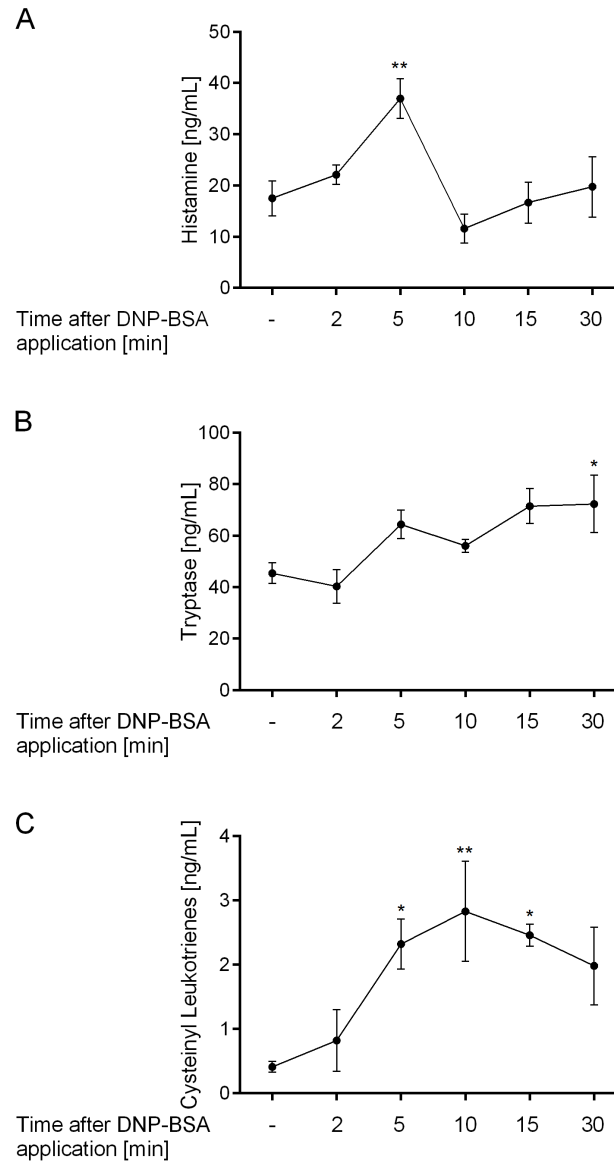 A
Histamine [ng/mL]
50
40
30
20
10
0
**
Time after DNP-BSA
application [min]
- 2 5 10 15 30
B
Tryptase [ng/mL]
100
80
60
40
20
0
*
Time after DNP-BSA
application [min]
- 2 5 10 15 30
C
Cysteinyl Leukotrienes [ng/mL]
4
3
2
1
0
* ** *
Time after DNP-BSA
application [min]
- 2 5 10 15 30